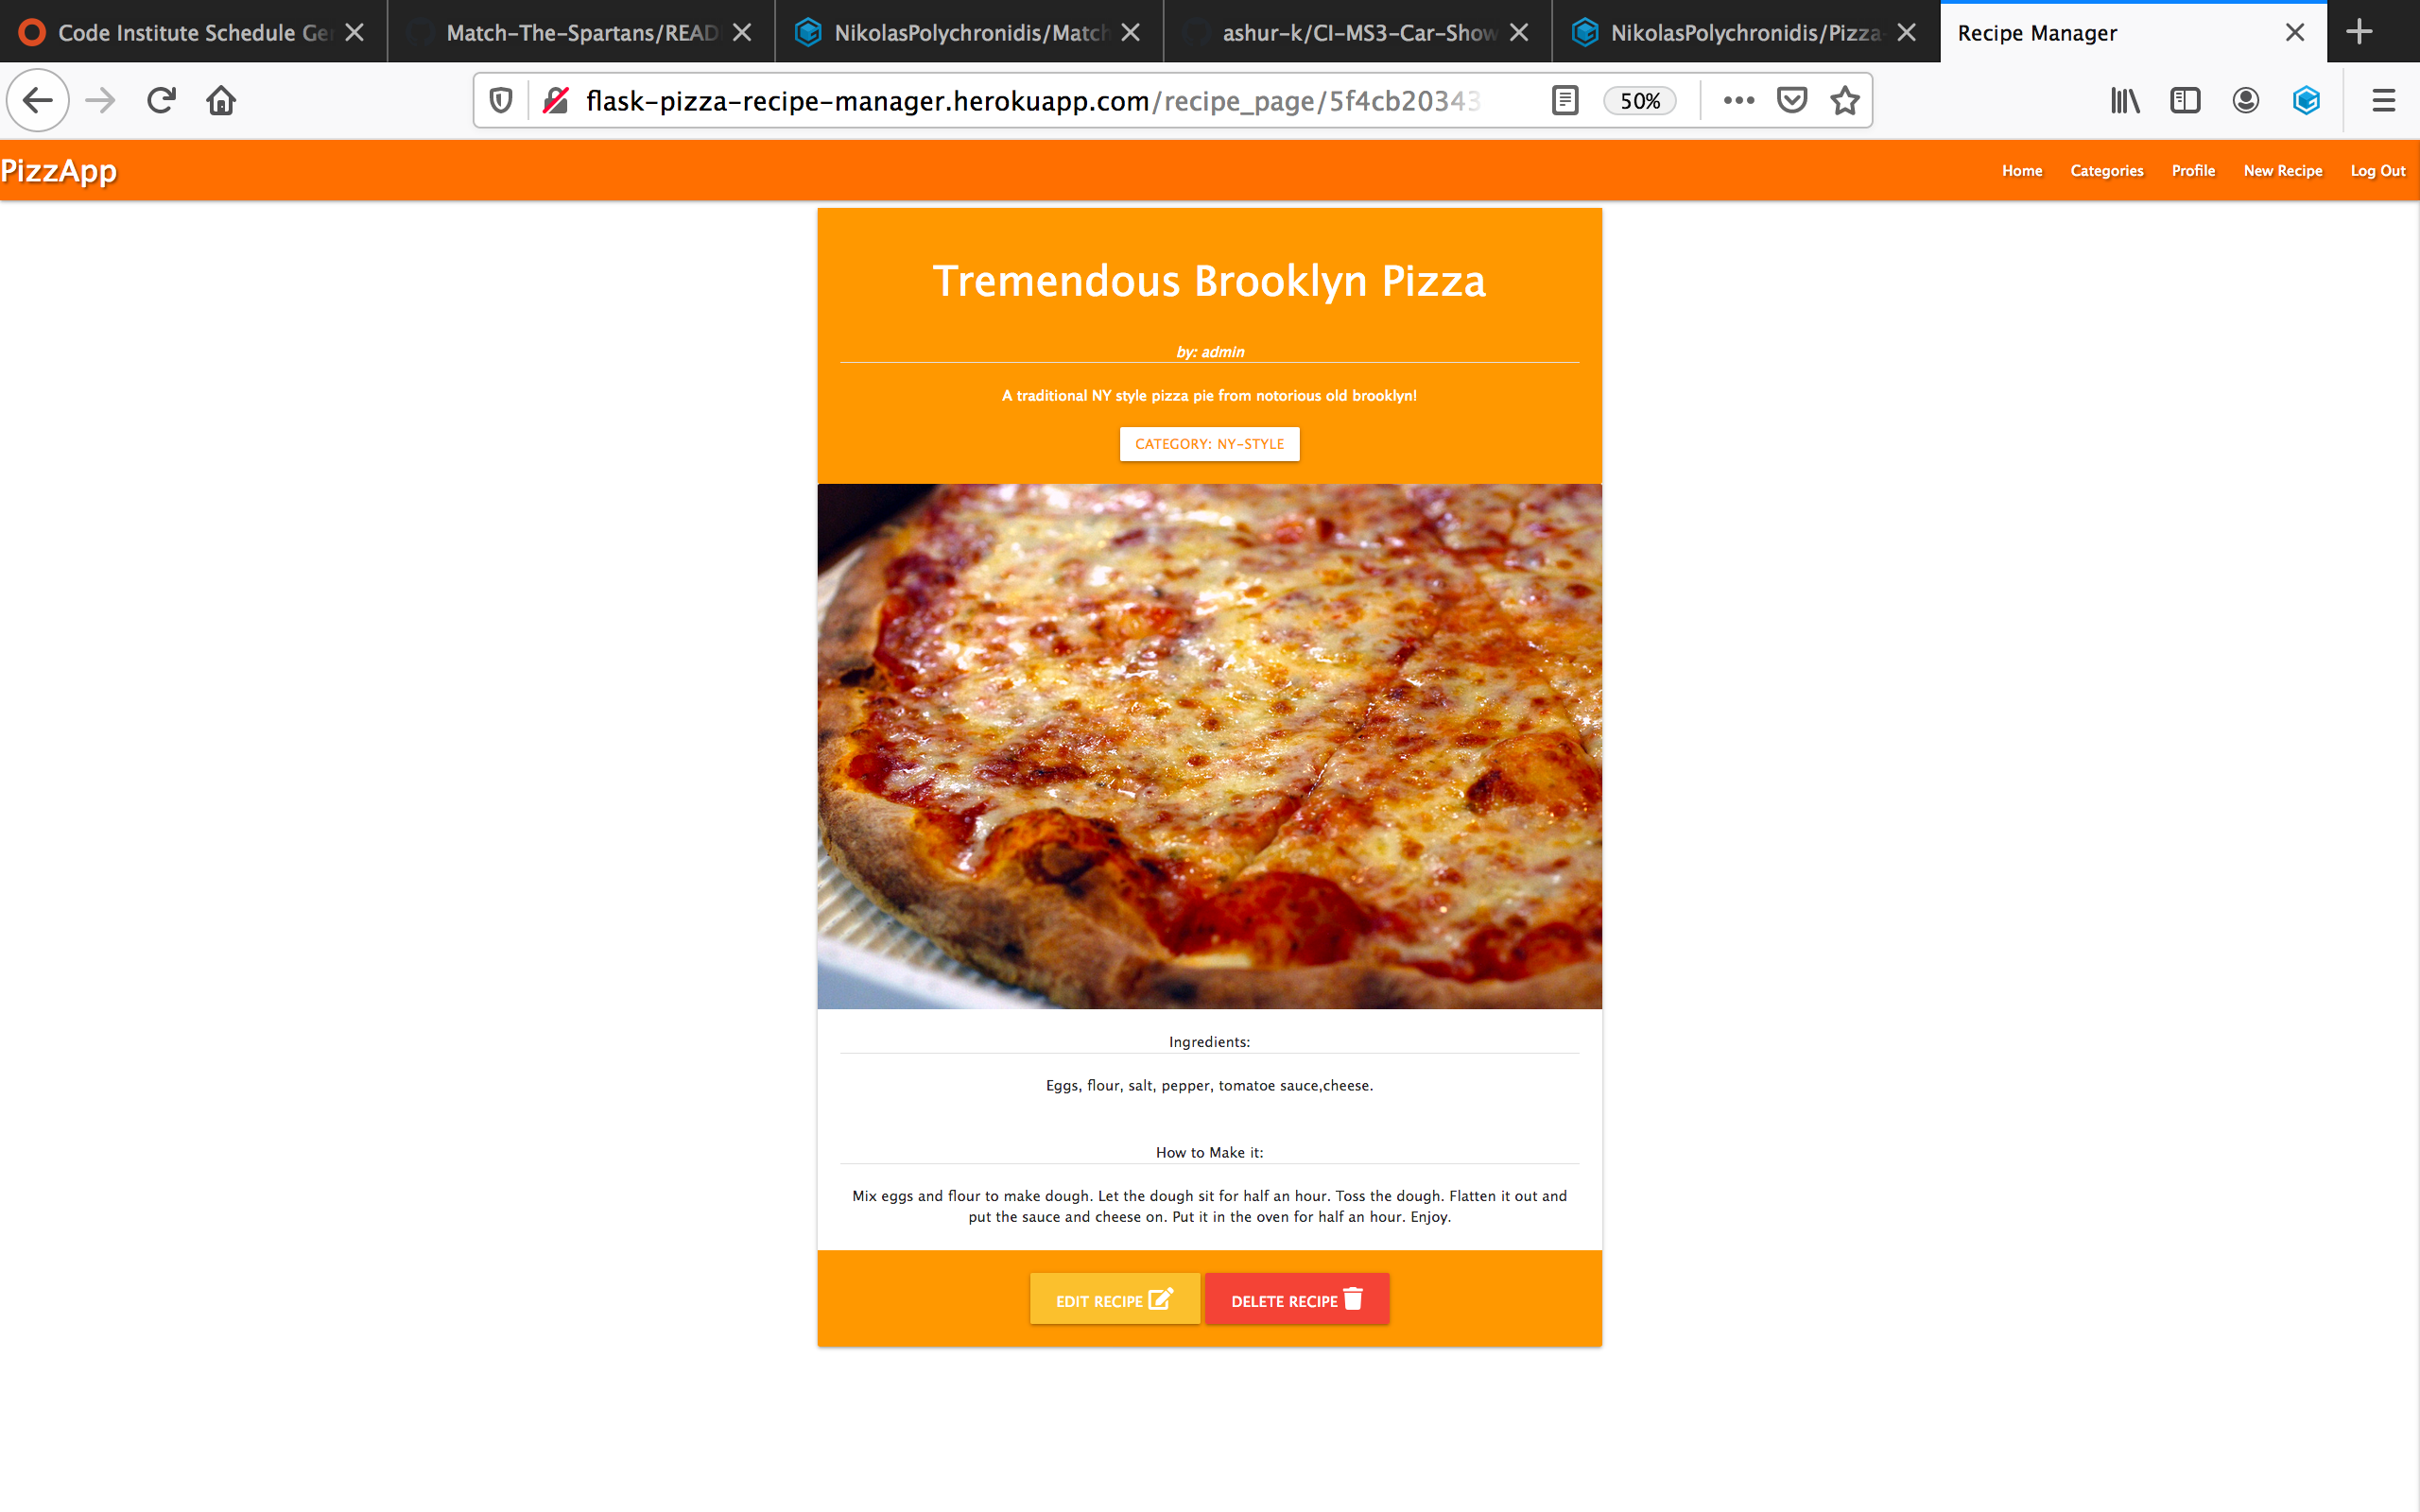 Code Institute Schedule Ge
Match-The-Spartans/READ
NikolasPolychronidis/Match
ashur-k/CI-MS3-Car-Show
NikolasPolychronidis/Pizza-
Recipe Manager
flask-pizza-recipe-manager.herokuapp.com/recipe_page/5f4cb20343
50%
PizzApp
Home
Categories
Profile
New Recipe
Log Out
Tremendous Brooklyn Pizza
by: admin
A traditional NY style pizza pie from notorious old brooklyn!
CATEGORY: NY-STYLE
Ingredients:
Eggs, flour, salt, pepper, tomatoe sauce,cheese.
How to Make it:
Mix eggs and flour to make dough. Let the dough sit for half an hour. Toss the dough. Flatten it out and
put the sauce and cheese on. Put it in the oven for half an hour. Enjoy.
EDIT RECIPE
DELETE RECIPE